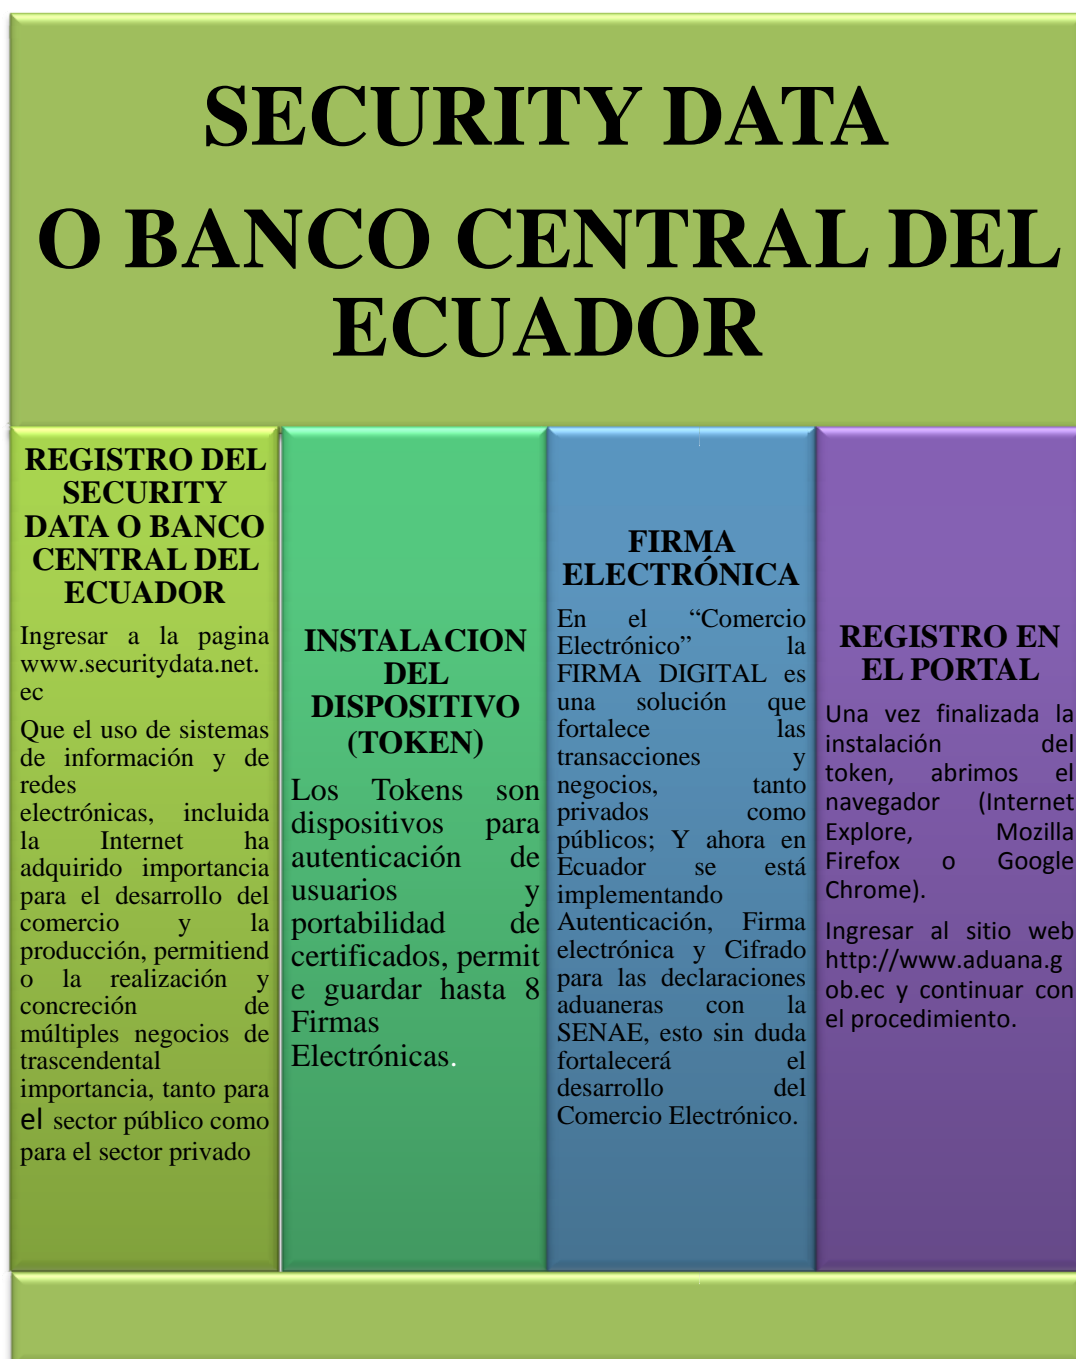 SECURITY DATA
O BANCO CENTRAL DEL
ECUADOR
REGISTRO DEL
SECURITY
DATA O BANCO
CENTRAL DEL
ECUADOR
Ingresar a la pagina
www.securitydata.net.
ec
Que el uso de sistemas
de información y de
redes
electrónicas, incluida
la Internet ha
adquirido importancia
para el desarrollo del
comercio y la
producción, permitiend
o la realización y
concreción de
múltiples negocios de
trascendental
importancia, tanto para
el sector público como
para el sector privado
INSTALACION
DEL
DISPOSITIVO
(TOKEN)
Los Tokens son
dispositivos para
autenticación de
usuarios y
portabilidad de
certificados, permit
e guardar hasta 8
Firmas
Electrónicas.
FIRMA
ELECTRÓNICA
En el “Comercio
Electrónico” la
FIRMA DIGITAL es
una solución que
fortalece las
transacciones y
negocios, tanto
privados como
públicos; Y ahora en
Ecuador se está
implementando
Autenticación, Firma
electrónica y Cifrado
para las declaraciones
aduaneras con la
SENAE, esto sin duda
fortalecerá el
desarrollo del
Comercio Electrónico.
REGISTRO EN
EL PORTAL
Una vez finalizada la
instalación del
token, abrimos el
navegador (Internet
Explore, Mozilla
Firefox o Google
Chrome).
Ingresar al sitio web
http://www.aduana.g
ob.ec y continuar con
el procedimiento.